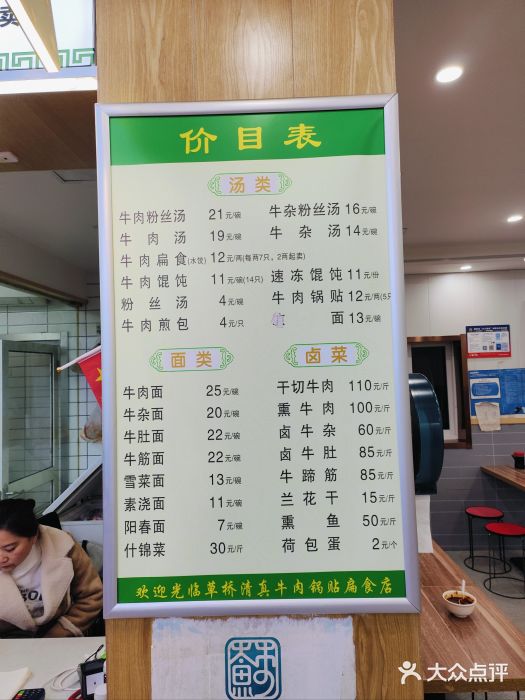 价目表
汤类
牛肉粉丝汤 21元/碗
牛肉汤 19元/碗
牛肉扁食(水饺) 12元/两(每两7只，2两起卖)
牛肉馄饨 11元/碗(14只)
粉丝汤 4元/碗
牛肉煎包 4元/只
牛杂粉丝汤 16元/碗
牛杂汤 14元/碗
速冻馄饨 11元/份
牛肉锅贴 12元/两(5只
面 13元/碗
面类
牛肉面 25元/碗
牛杂面 20元/碗
牛肚面 22元/碗
牛筋面 22元/碗
雪菜面 13元/碗
素浇面 11元/碗
阳春面 7元/碗
什锦菜 30元/斤
卤菜
干切牛肉 110元/斤
熏牛肉 100元/斤
卤牛杂 60元/斤
卤牛肚 85元/斤
牛蹄筋 85元/斤
兰花干 15元/斤
熏鱼 50元/斤
荷包蛋 2元/个
欢迎光临草桥清真牛肉锅贴扁食店
大众点评